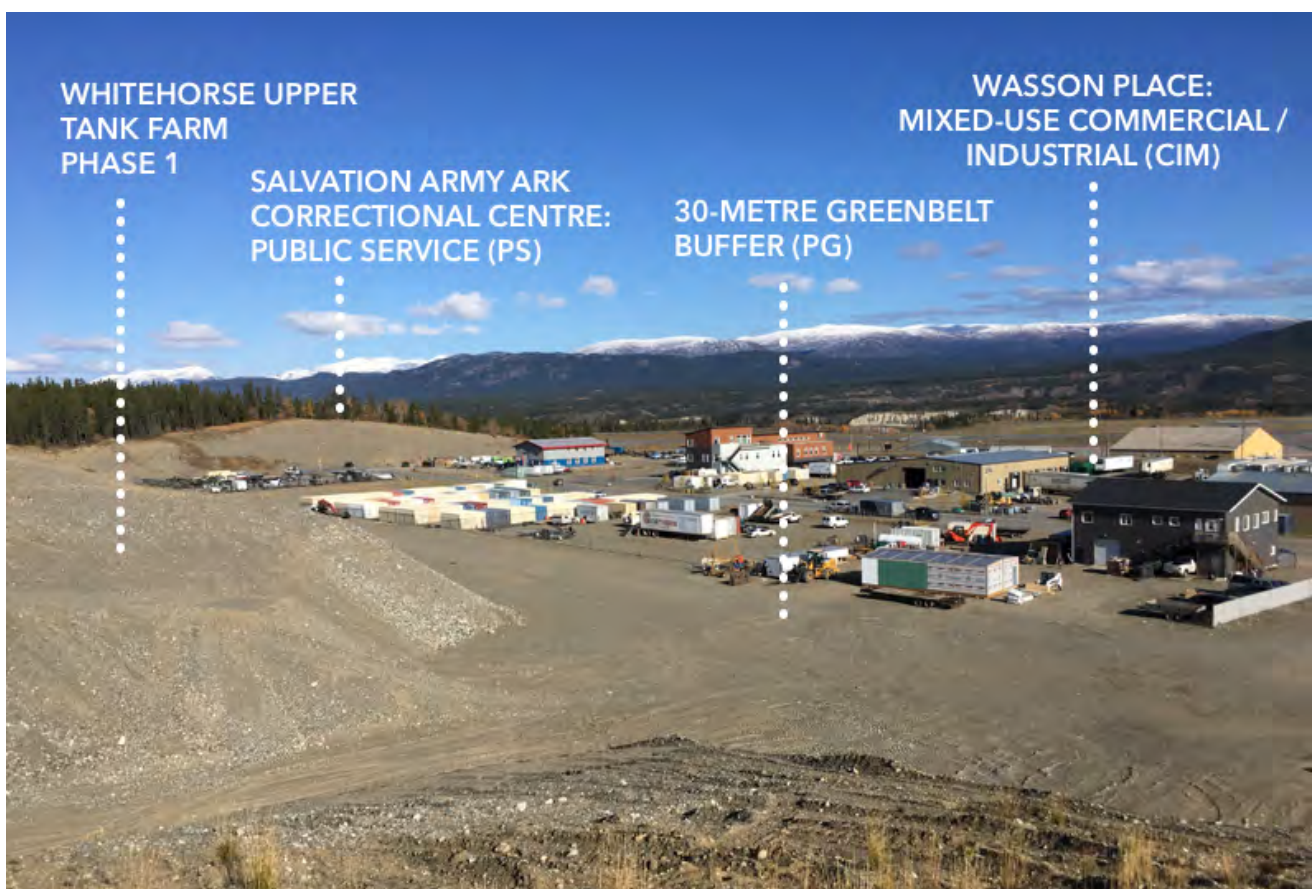 WHITEHORSE UPPER
TANK FARM
PHASE 1
SALVATION ARMY ARK
CORRECTIONAL CENTRE:
PUBLIC SERVICE (PS)
30-METRE GREENBELT
BUFFER (PG)
WASSON PLACE:
MIXED-USE COMMERCIAL /
INDUSTRIAL (CIM)